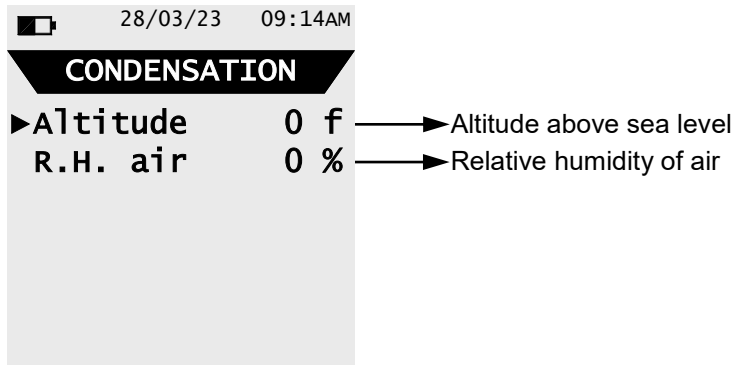 28/03/23 09:14AM
CONDENSATION
Altitude 0 f Altitude above sea level
R.H. air 0 % Relative humidity of air